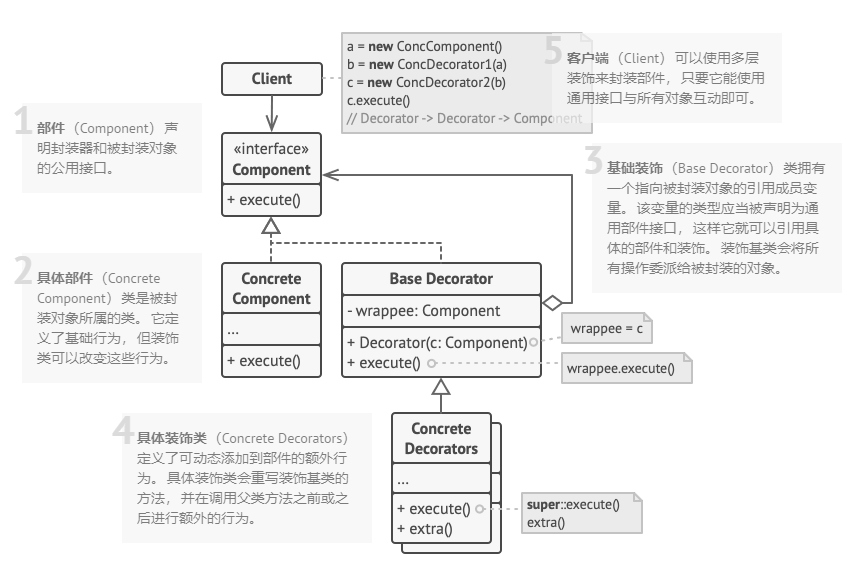 a = new ConcComponent()
b = new ConcDecorator1(a)
c = new ConcDecorator2(b)
c.execute()
// Decorator -> Decorator -> Component
5
客户端 （Client） 可以使用多层
装饰来封装部件， 只要它能使用
通用接口与所有对象互动即可。
Client
1
部件 （Component） 声
明封装器和被封装对象
的公用接口。
«interface»
Component
+ execute()
3
基础装饰 （Base Decorator） 类拥有
一个指向被封装对象的引用成员变
量。 该变量的类型应当被声明为通
用部件接口， 这样它就可以引用具
体的部件和装饰。 装饰基类会将所
有操作委派给被封装的对象。
2
具体部件 （Concrete
Component） 类是被封
装对象所属的类。 它定
义了基础行为， 但装饰
类可以改变这些行为。
Concrete
Component
...
+ execute()
Base Decorator
- wrappee: Component
+ Decorator(c: Component)
+ execute()
wrappee = c
wrappee.execute()
4
具体装饰类 （Concrete Decorators）
定义了可动态添加到部件的额外行
为。 具体装饰类会重写装饰基类的
方法， 并在调用父类方法之前或之
后进行额外的行为。
Concrete
Decorators
...
+ execute()
+ extra()
super::execute()
extra()